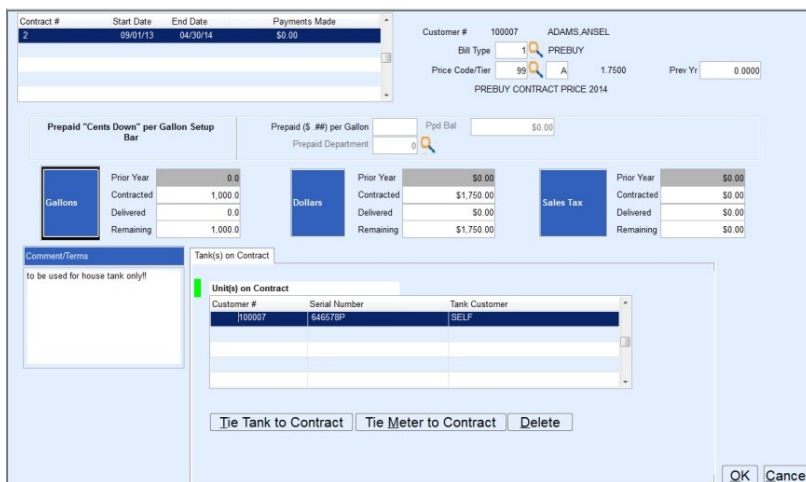 Contract # Start Date End Date Payments Made
2 09/01/13 04/30/14 $0.00
Customer # 100007 ADAMS,ANSEL
Bill Type 1 PREBUY
Price Code/Tier 99 A 1.7500 Prev Yr 0.0000
PREBUY CONTRACT PRICE 2014
Prepaid "Cents Down" per Gallon Setup
Bar
Prepaid ($ .##) per Gallon Ppd Bal $0.00
Prepaid Department 0
Gallons
Prior Year 0.0
Contracted 1,000.0
Delivered 0.0
Remaining 1,000.0
Dollars
Prior Year $0.00
Contracted $1,750.00
Delivered $0.00
Remaining $1,750.00
Sales Tax
Prior Year $0.00
Contracted $0.00
Delivered $0.00
Remaining $0.00
Comment/Terms
to be used for house tank only!!
Tank(s) on Contract
Unit(s) on Contract
Customer # Serial Number Tank Customer
100007 646578P SELF
Tie Tank to Contract Tie Meter to Contract Delete
OK Cance